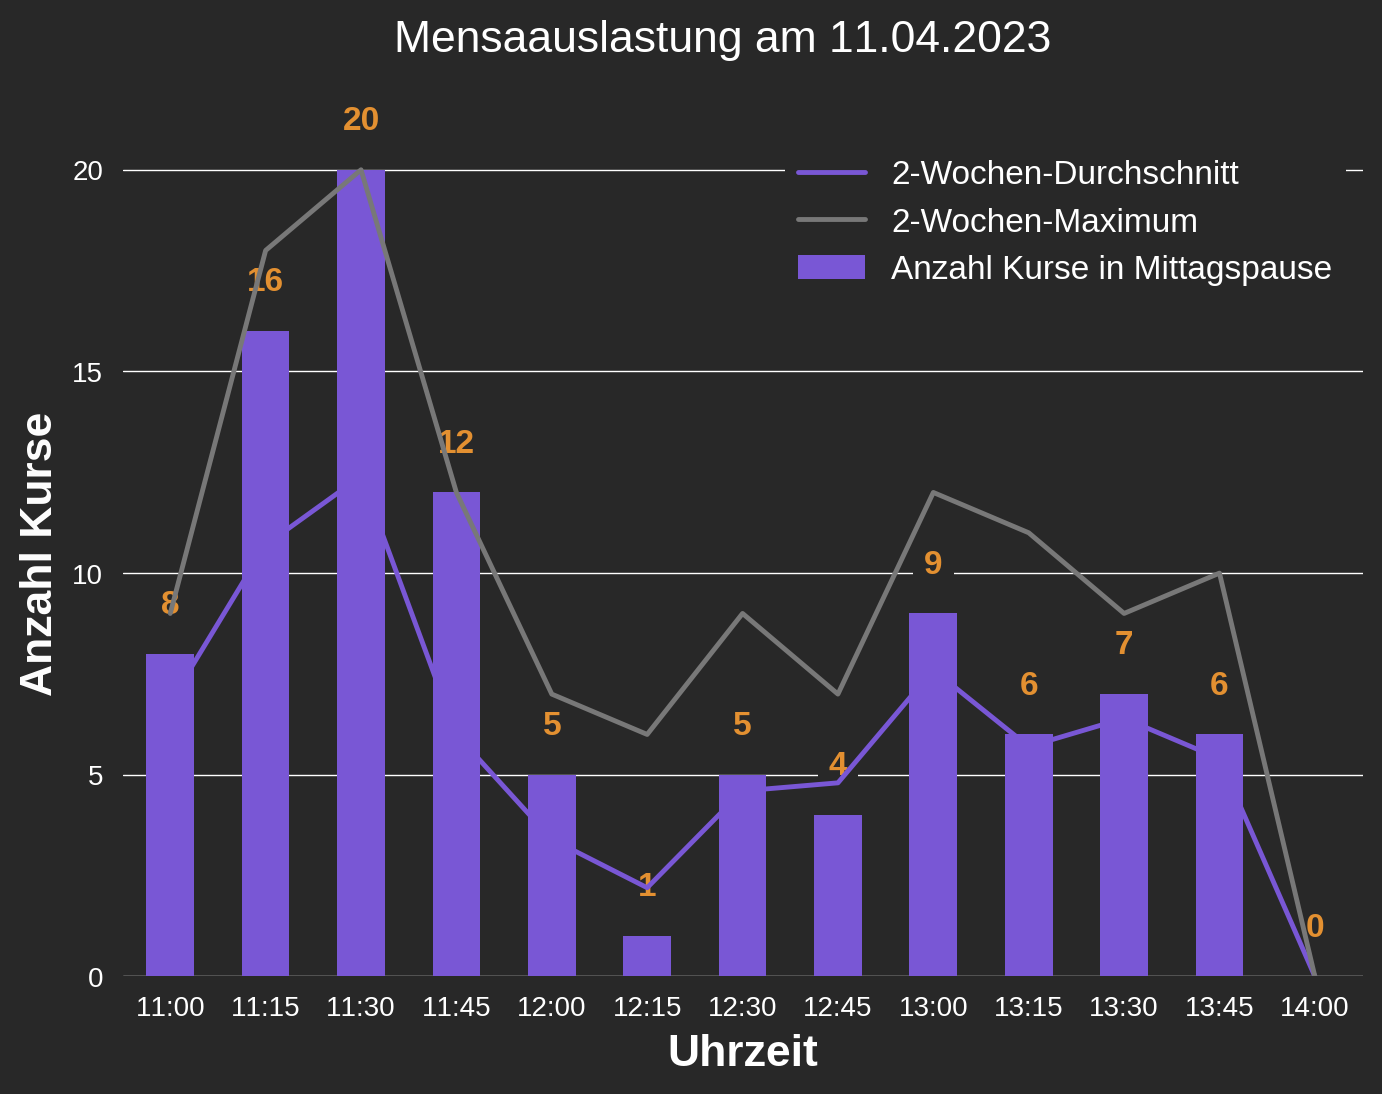 Mensaauslastung am 11.04.2023
20
2-Wochen-Durchschnitt
2-Wochen-Maximum
Anzahl Kurse in Mittagspause
20
15
10
5
0
Anzahl Kurse
8
16
12
5
1
5
4
9
6
7
6
0
11:00 11:15 11:30 11:45 12:00 12:15 12:30 12:45 13:00 13:15 13:30 13:45 14:00
Uhrzeit